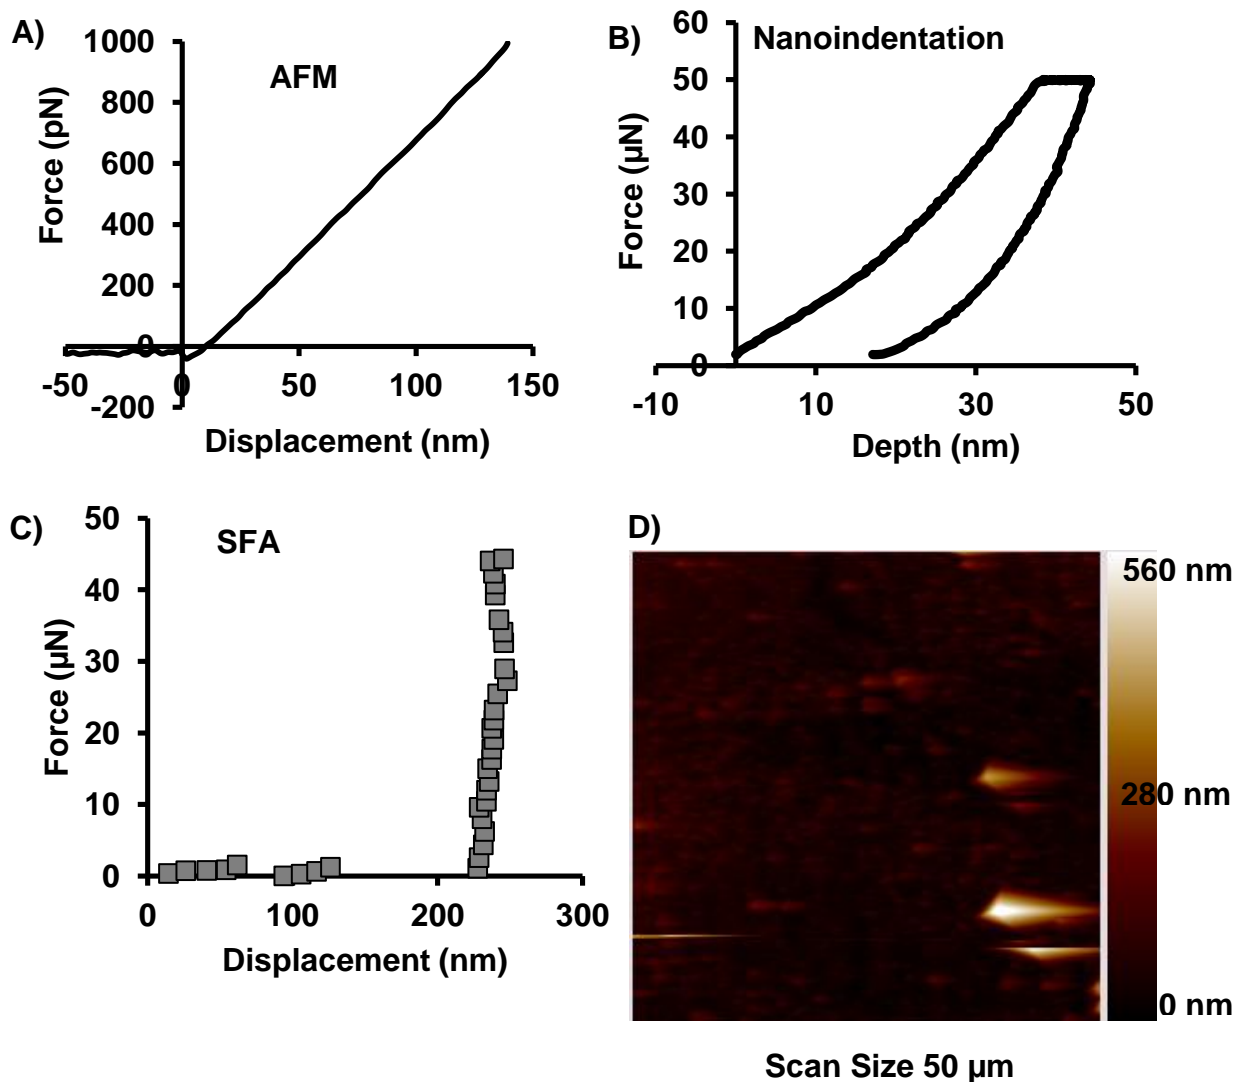 A)
AFM
Force (pN)
1000
800
600
400
200
0
-200
-50 0 50 100 150
Displacement (nm)
B)
Nanoindentation
Force (µN)
60
50
40
30
20
10
0
-10 10 30 50
Depth (nm)
C)
SFA
Force (µN)
50
40
30
20
10
0
0 100 200 300
Displacement (nm)
D)
560 nm
280 nm
0 nm
Scan Size 50 µm